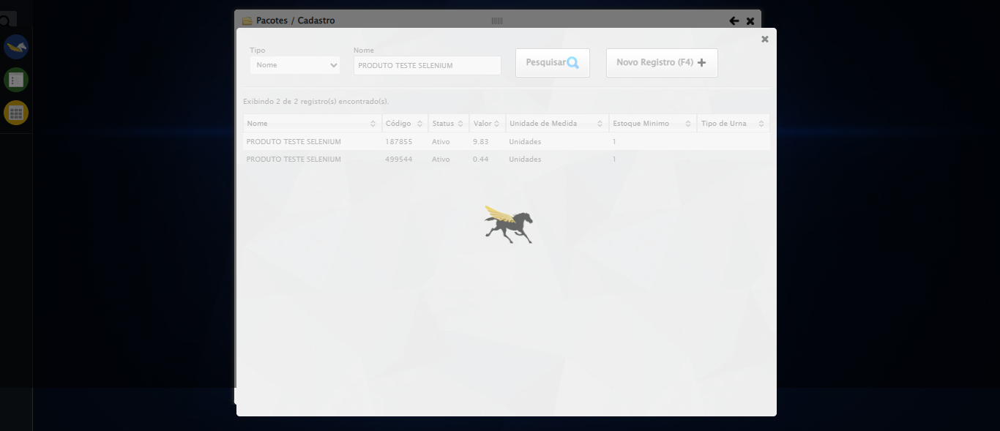 Pacotes / Cadastro
Tipo
Nome
Nome
PRODUTO TESTE SELENIUM
Pesquisar
Novo Registro (F4)
Exibindo 2 de 2 registro(s) encontrado(s).
Nome Código Status Valor Unidade de Medida Estoque Minimo Tipo de Urna
PRODUTO TESTE SELENIUM 187855 Ativo 9.83 Unidades 1
PRODUTO TESTE SELENIUM 499544 Ativo 0.44 Unidades 1